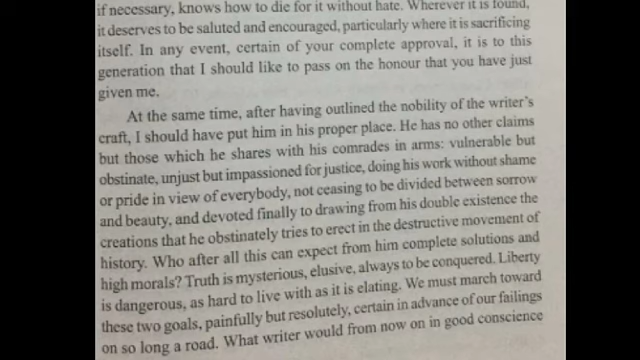 if necessary, knows how to die for it without hate. Wherever it is found,
it deserves to be saluted and encouraged, particularly where it is sacrificing
itself. In any event, certain of your complete approval, it is to this
generation that I should like to pass on the honour that you have just
given me.
At the same time, after having outlined the nobility of the writer's
craft, I should have put him in his proper place. He has no other claims
but those which he shares with his comrades in arms: vulnerable but
obstinate, unjust but impassioned for justice, doing his work without shame
or pride in view of everybody, not ceasing to be divided between sorrow
and beauty, and devoted finally to drawing from his double existence the
creations that he obstinately tries to erect in the destructive movement of
history. Who after all this can expect from him complete solutions and
high morals? Truth is mysterious, elusive, always to be conquered. Liberty
is dangerous, as hard to live with as it is elating. We must march toward
these two goals, painfully but resolutely, certain in advance of our failings
on so long a road. What writer would from now on in good conscience